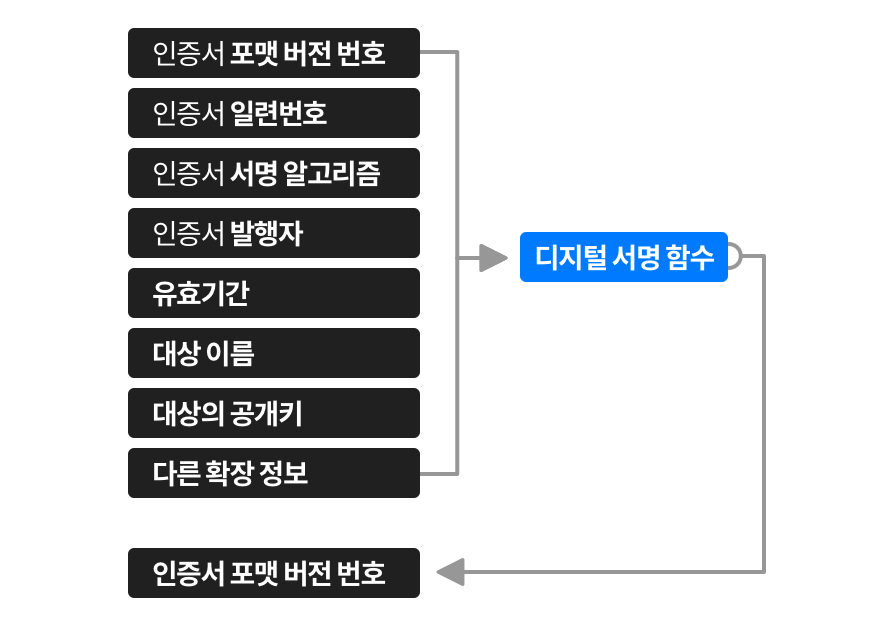 인증서 포맷 버전 번호
인증서 일련번호
인증서 서명 알고리즘
인증서 발행자
유효기간
대상 이름
대상의 공개키
다른 확장 정보
디지털 서명 함수
인증서 포맷 버전 번호